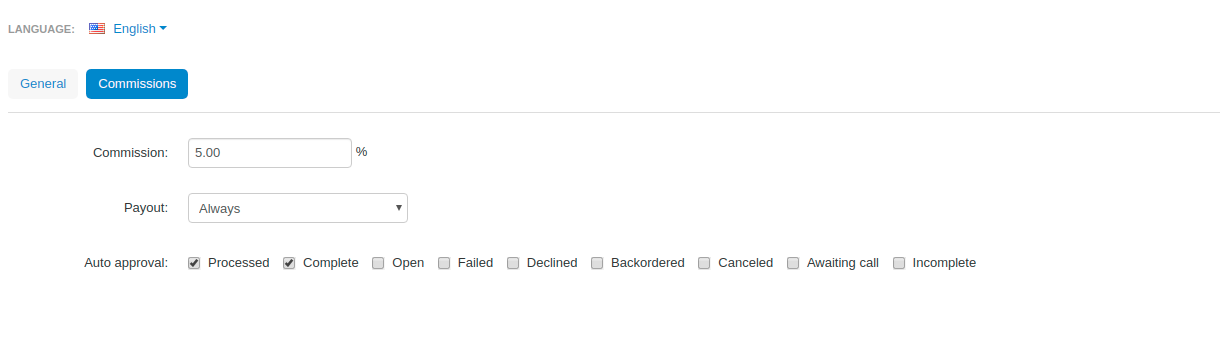 LANGUAGE: English
General Commissions
Commission: 5.00 %
Payout: Always
Auto approval: Processed Complete Open Failed Declined Backordered Canceled Awaiting call Incomplete